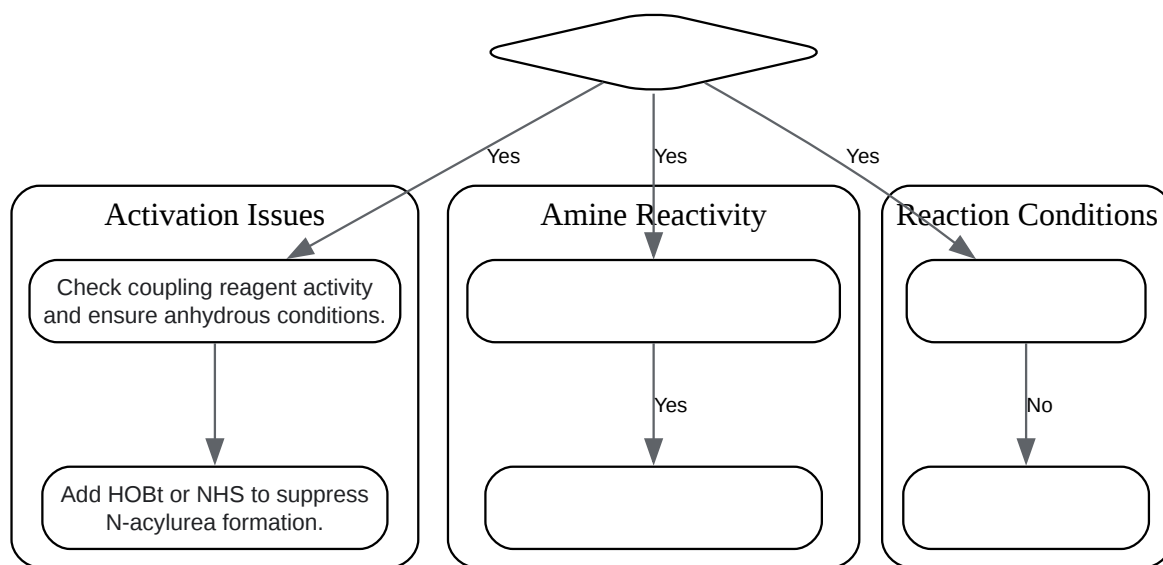 Yes
Yes
Yes
Activation Issues
Amine Reactivity
Reaction Conditions
Check coupling reagent activity
and ensure anhydrous conditions.
Yes
No
Add HOBt or NHS to suppress
N-acylurea formation.